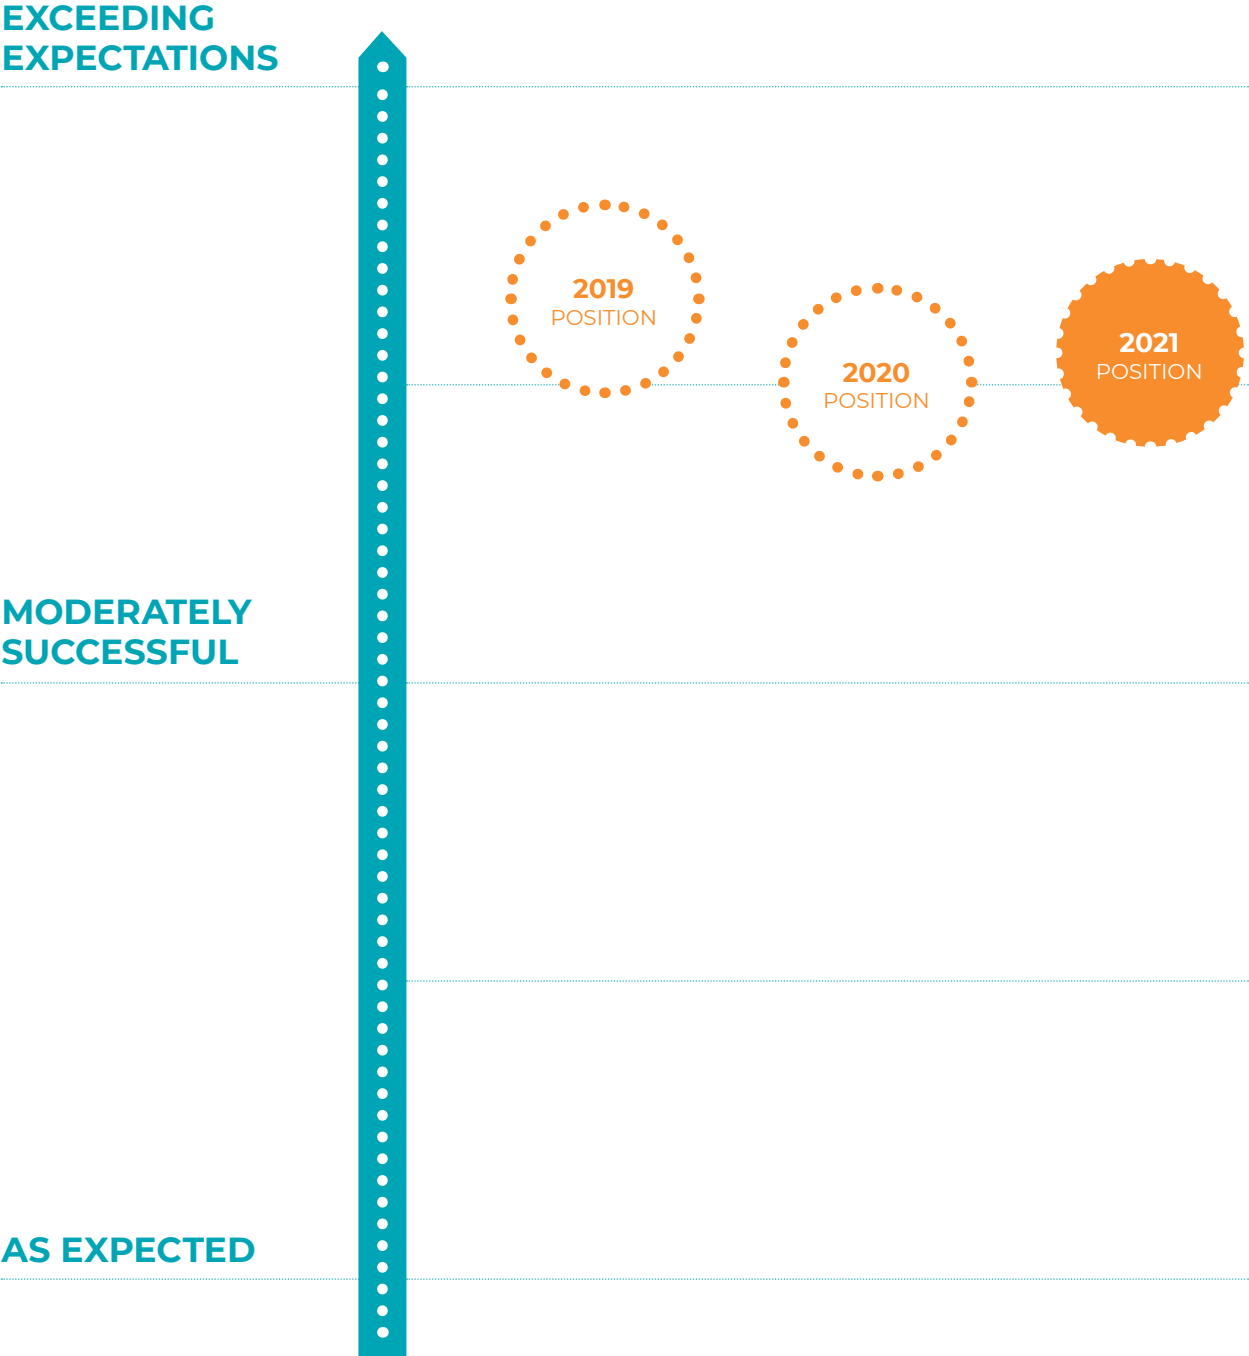 EXCEEDING
EXPECTATIONS
2019
POSITION
2020
POSITION
2021
POSITION
MODERATELY
SUCCESSFUL
AS EXPECTED